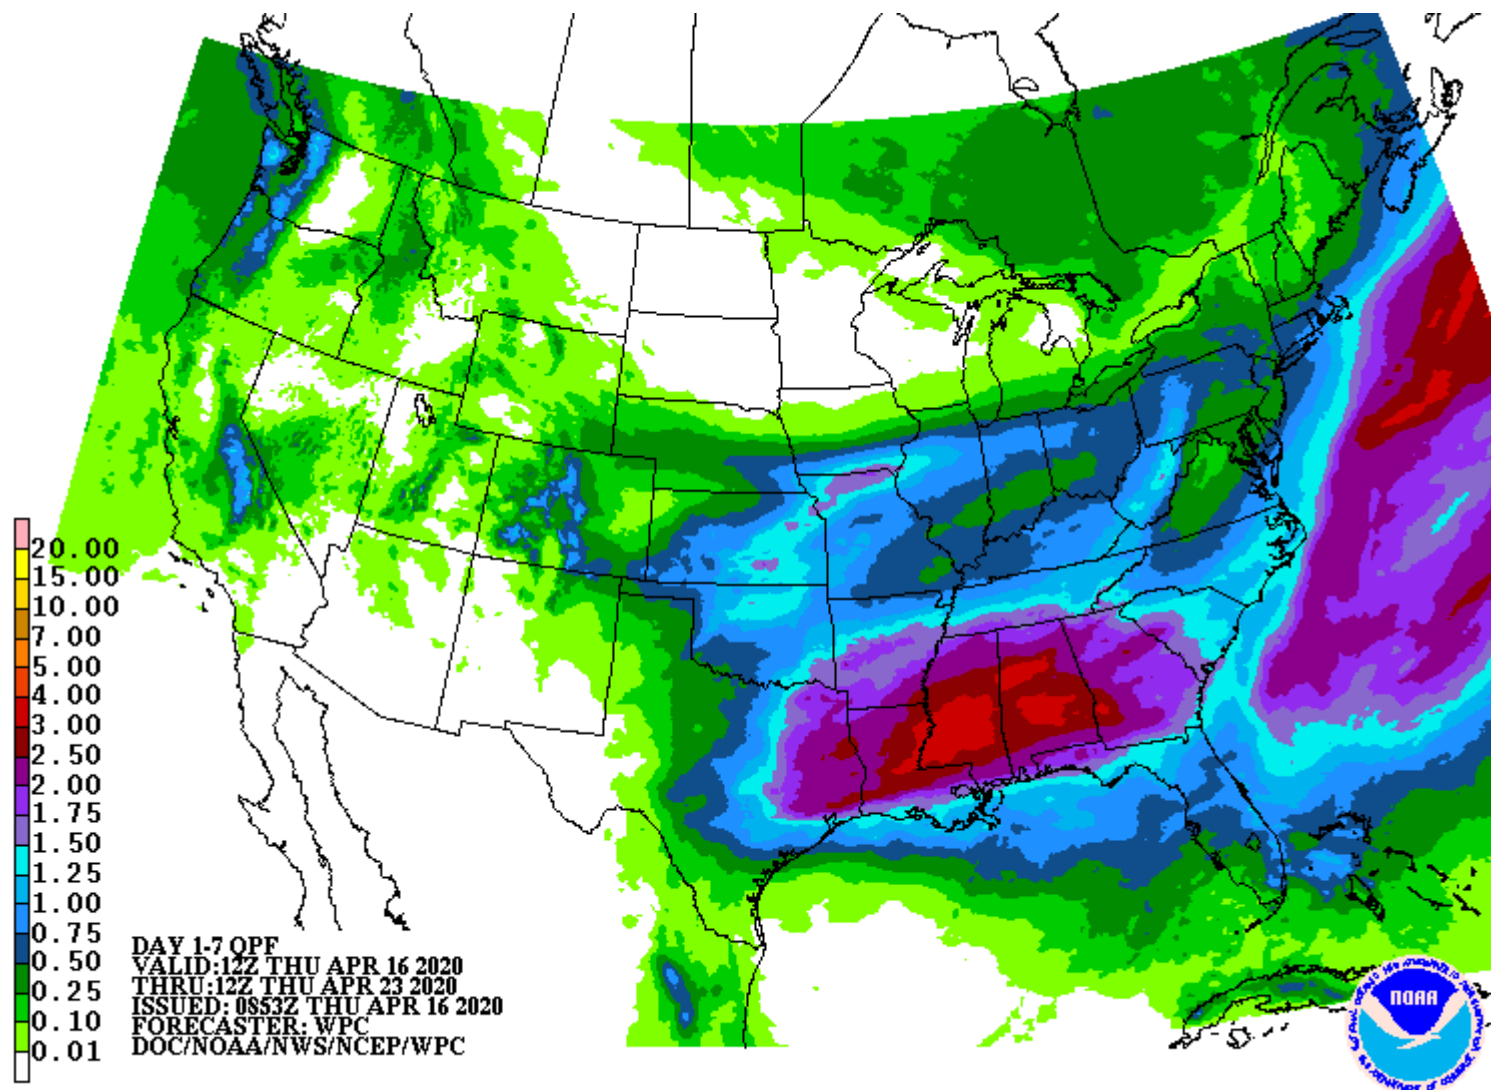 20.00
15.00
10.00
7.00
5.00
4.00
3.00
2.50
2.00
1.75
1.50
1.25
1.00
0.75
0.50
0.25
0.10
0.01
DAY 1-7 QPF
VALID:12Z THU APR 16 2020
THRU:12Z THU APR 23 2020
ISSUED: 0853Z THU APR 16 2020
FORECASTER: WPC
DOC/NOAA/NWS/NCEP/WPC
NOAA